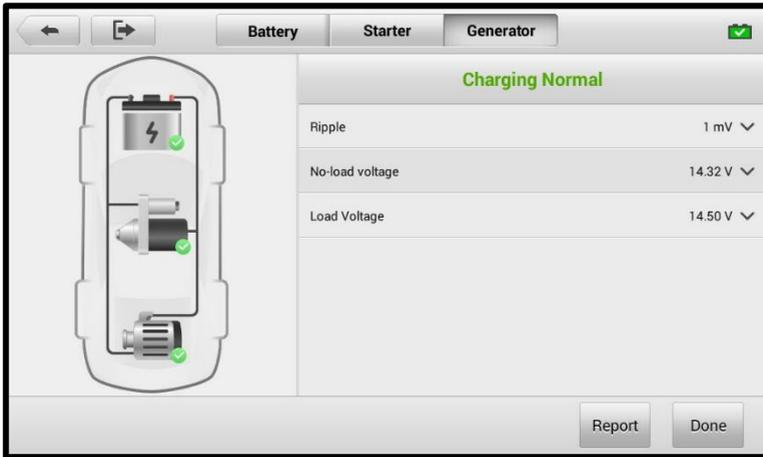 Battery Starter Generator
Charging Normal
Ripple 1 mV
No-load voltage 14.32 V
Load Voltage 14.50 V
Report Done